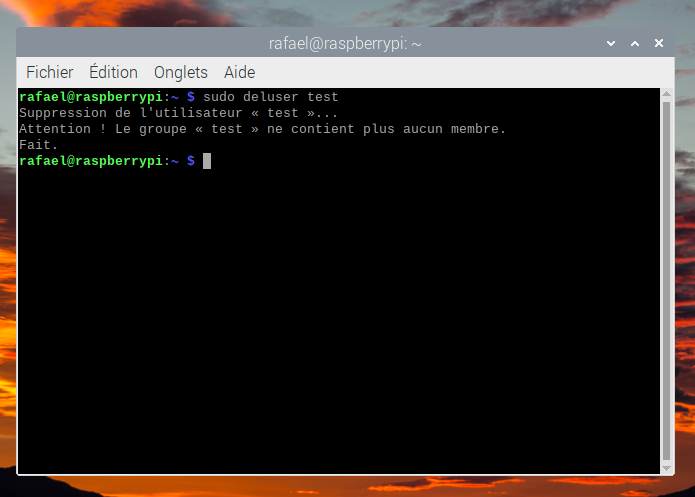 rafael@raspberrypi: ~
Fichier Édition Onglets Aide
rafael@raspberrypi:~ $ sudo deluser test
Suppression de l'utilisateur « test »...
Attention ! Le groupe « test » ne contient plus aucun membre.
Fait.
rafael@raspberrypi:~ $